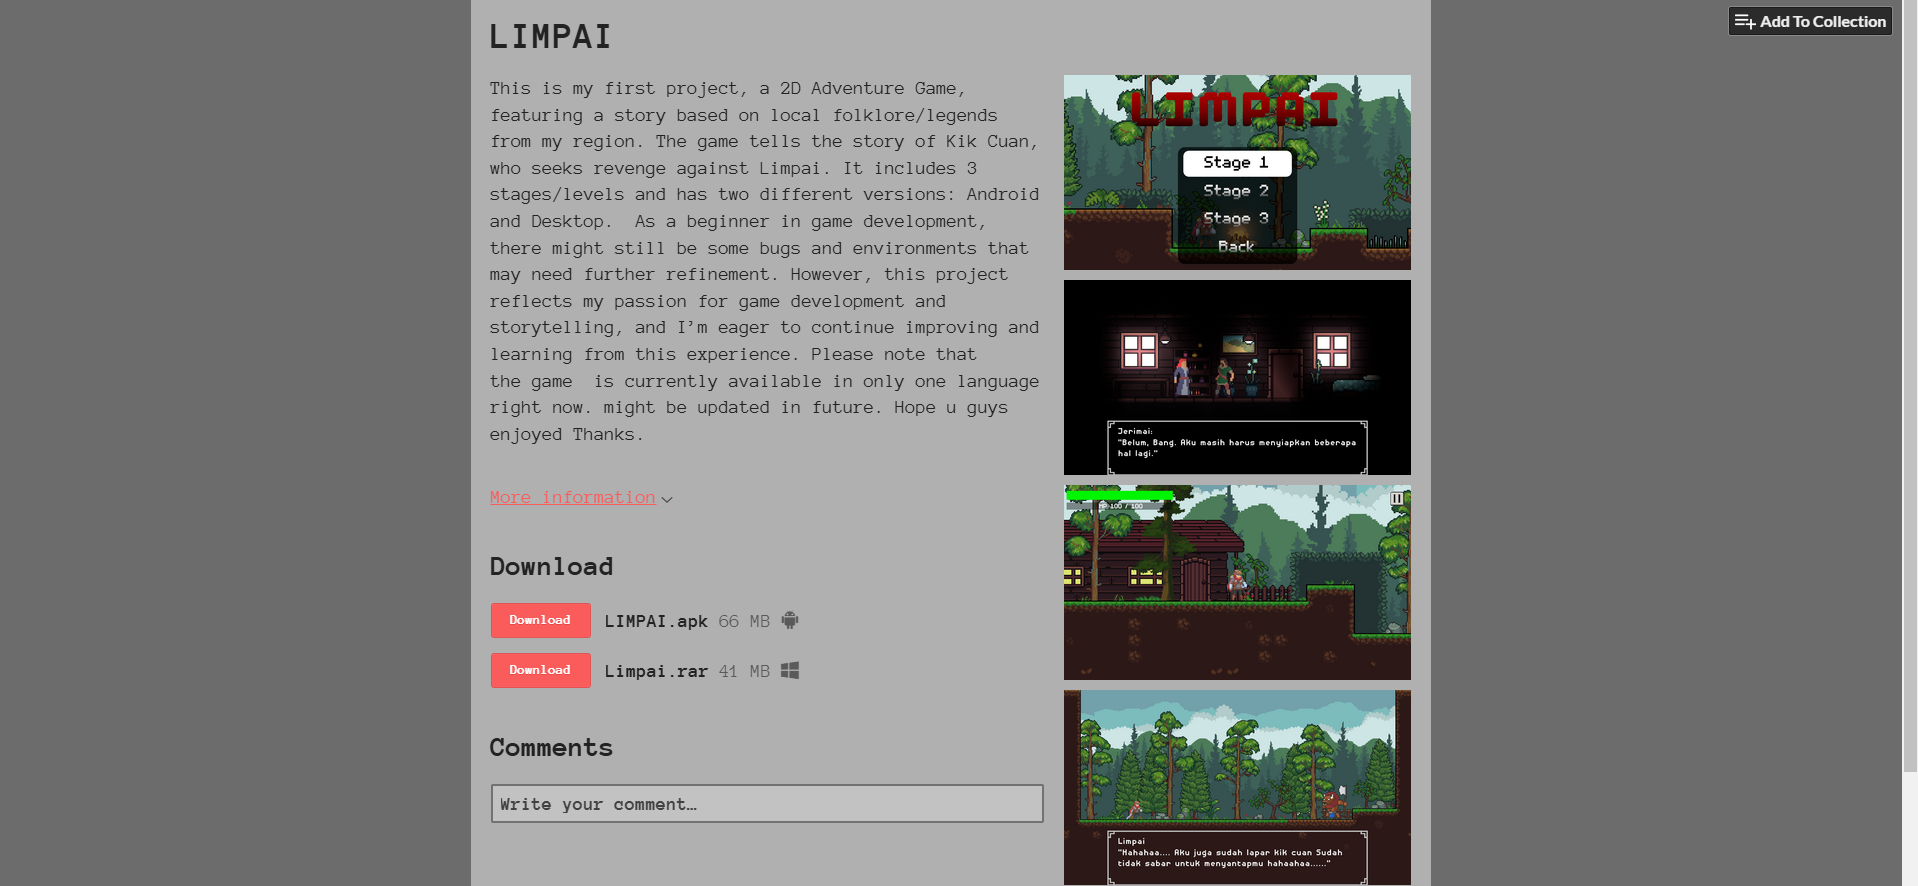 Add To Collection
LIMPAI
This is my first project, a 2D Adventure Game,
featuring a story based on local folklore/legends
from my region. The game tells the story of Kik Cuan,
who seeks revenge against Limpai. It includes 3
stages/levels and has two different versions: Android
and Desktop.  As a beginner in game development,
there might still be some bugs and environments that
may need further refinement. However, this project
reflects my passion for game development and
storytelling, and I'm eager to continue improving and
learning from this experience. Please note that
the game  is currently available in only one language
right now. might be updated in future. Hope u guys
enjoyed Thanks.
More information
Download
Download LIMPAI.apk 66 MB
Download Limpai.rar 41 MB
Comments
Write your comment…
LIMPAI
Stage 1
Stage 2
Stage 3
Back
Jerimai:
"Belum, Bang. Aku masih harus menyiapkan beberapa
hal lagi."
HP 100 / 100
Limpai
"Hahahaa.... Aku juga sudah lapar kik cuan Sudah
tidak sabar untuk menyantapmu hahaahaa......"